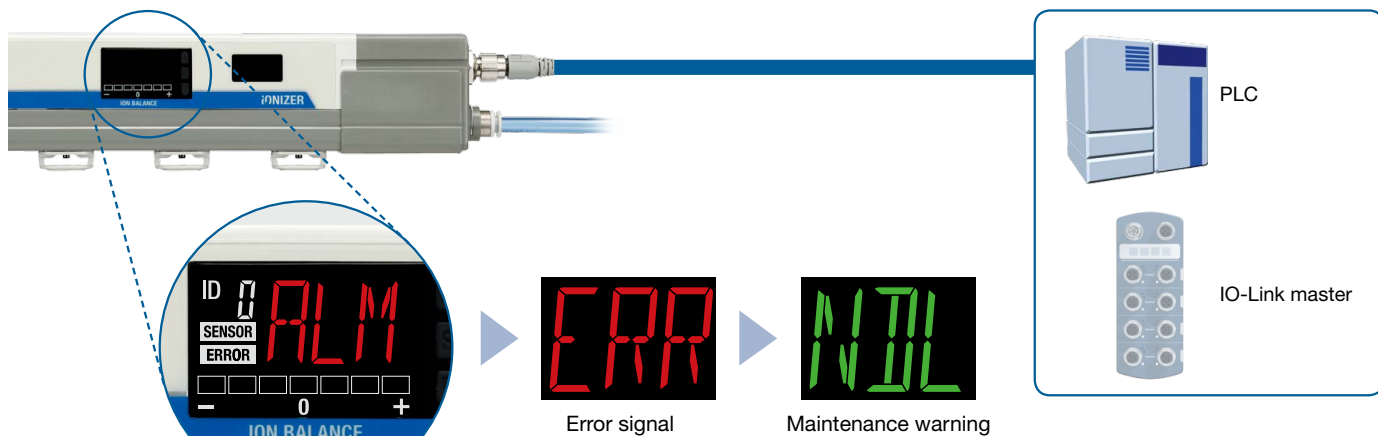 - 0 +
ION BALANCE
iONIZER
PLC
IO-Link master
ID 0 ALM
SENSOR
ERROR
- 0 +
ION BALANCE
ERR
Error signal
NDL
Maintenance warning